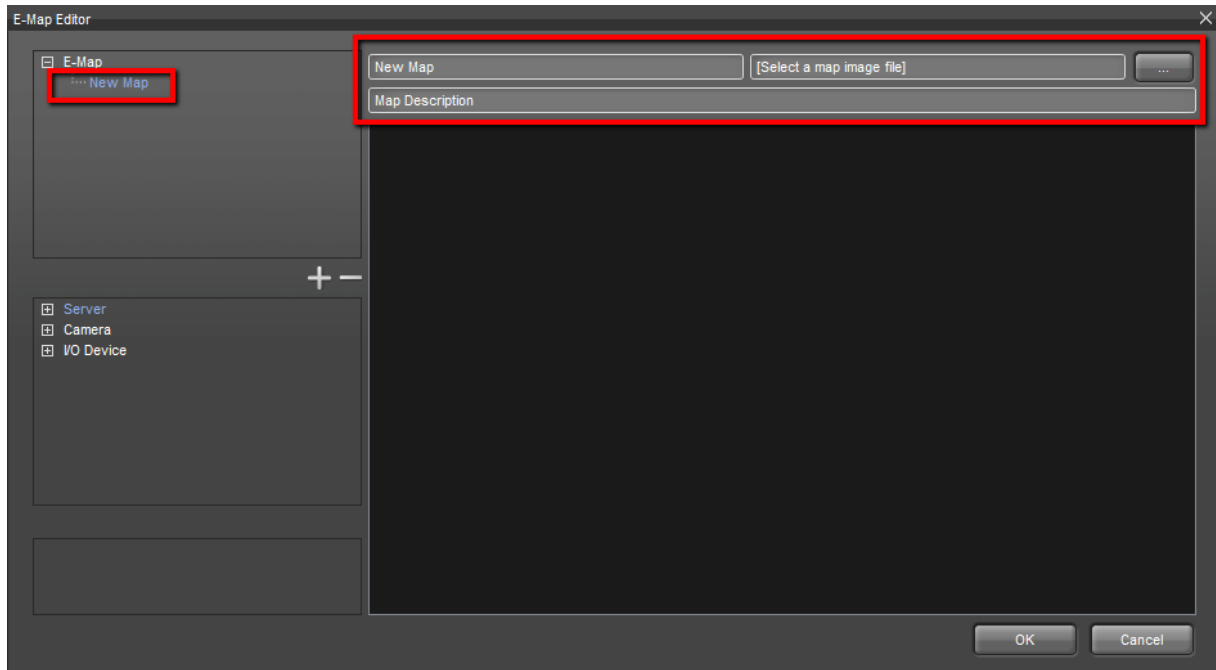 E-Map Editor
E-Map
New Map
New Map
[Select a map image file]
...
Map Description
Server
Camera
I/O Device
OK
Cancel